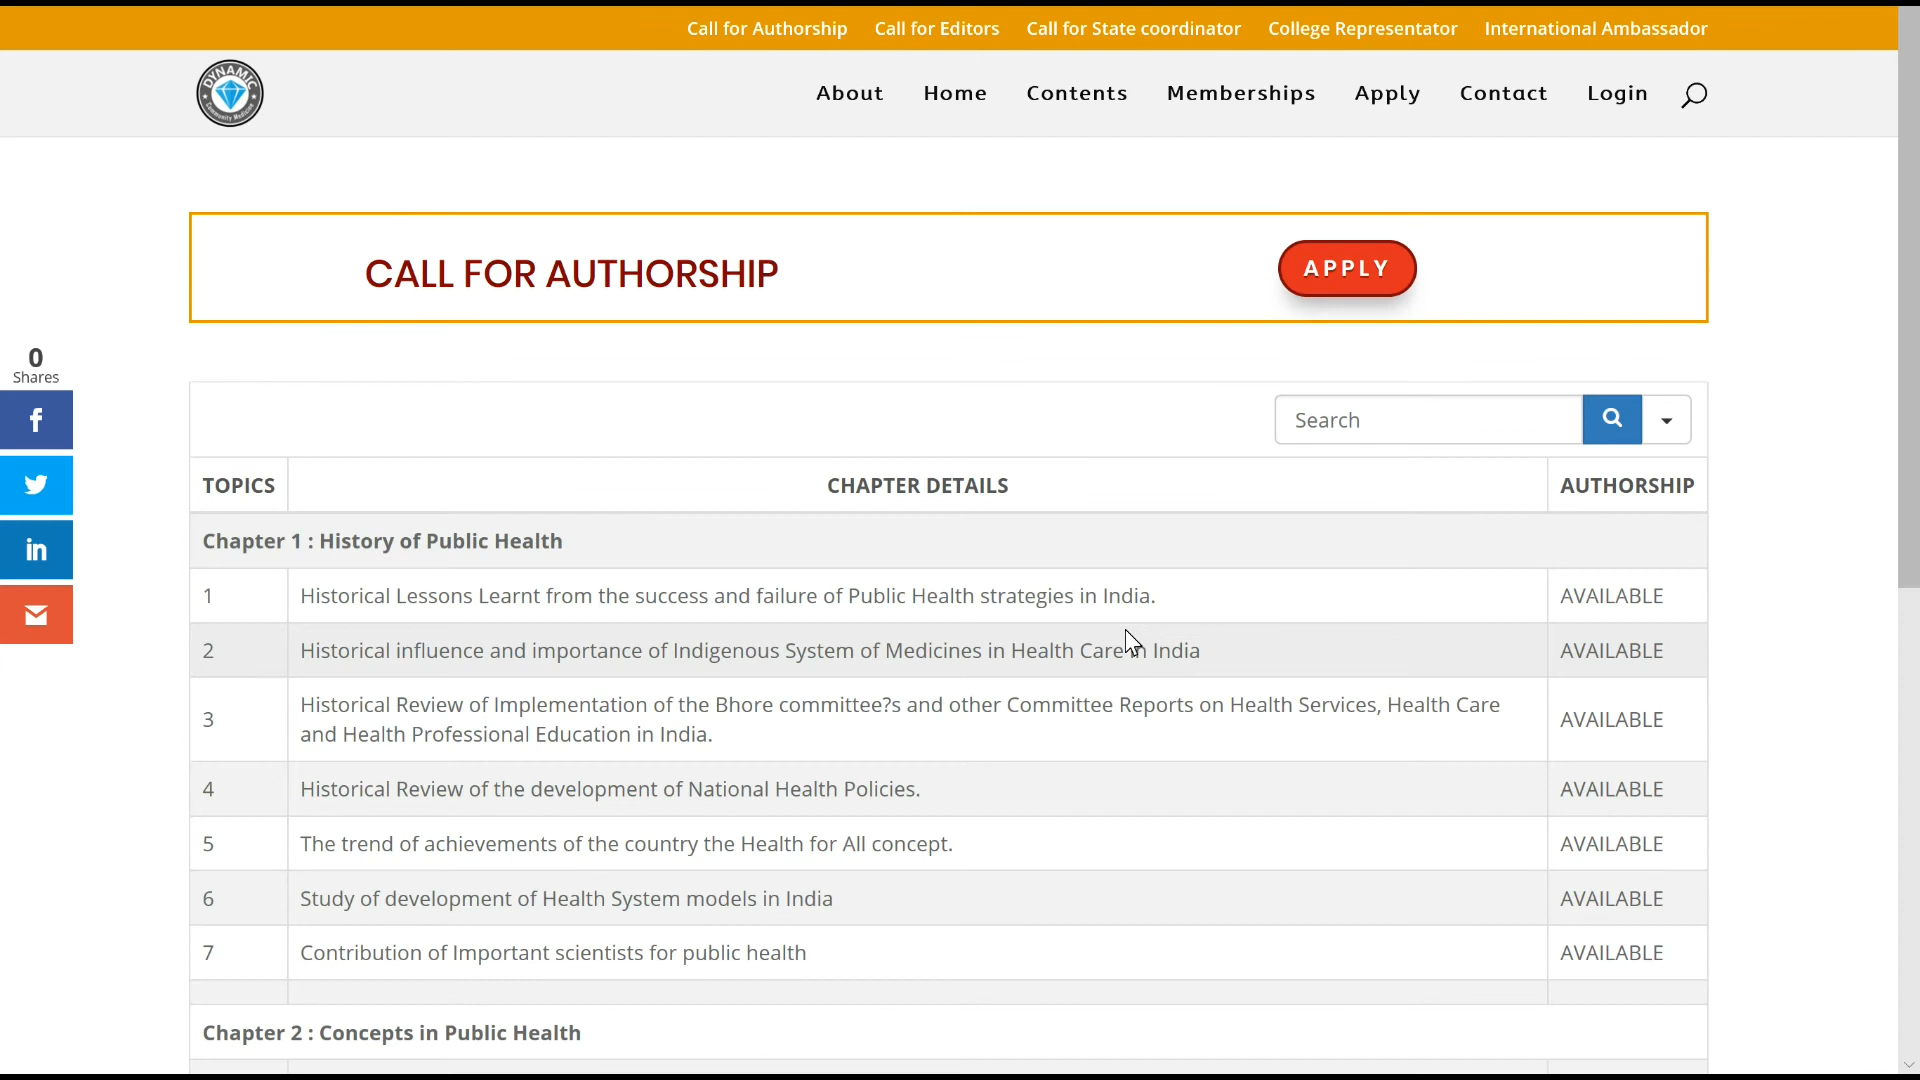 Call for Authorship Call for Editors Call for State coordinator College Representator International Ambassador
DYNAMIC
Community Medicine
About Home Contents Memberships Apply Contact Login
CALL FOR AUTHORSHIP
APPLY
0
Shares
Search
TOPICS CHAPTER DETAILS AUTHORSHIP
Chapter 1 : History of Public Health
1 Historical Lessons Learnt from the success and failure of Public Health strategies in India. AVAILABLE
2 Historical influence and importance of Indigenous System of Medicines in Health Care in India AVAILABLE
3 Historical Review of Implementation of the Bhore committee?s and other Committee Reports on Health Services, Health Care
and Health Professional Education in India. AVAILABLE
4 Historical Review of the development of National Health Policies. AVAILABLE
5 The trend of achievements of the country the Health for All concept. AVAILABLE
6 Study of development of Health System models in India AVAILABLE
7 Contribution of Important scientists for public health AVAILABLE
Chapter 2 : Concepts in Public Health